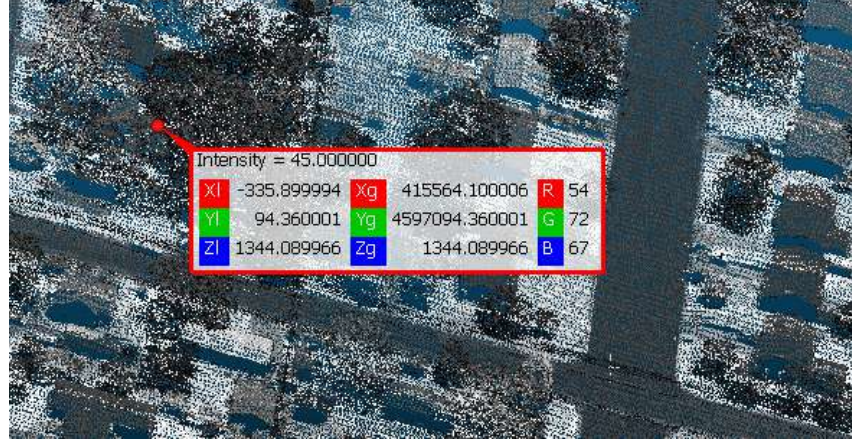 Intensity = 45.000000
Xl -335.899994 Xg 415564.100006 R 54
Yl 94.360001 Yg 4597094.360001 G 72
Zl 1344.089966 Zg 1344.089966 B 67